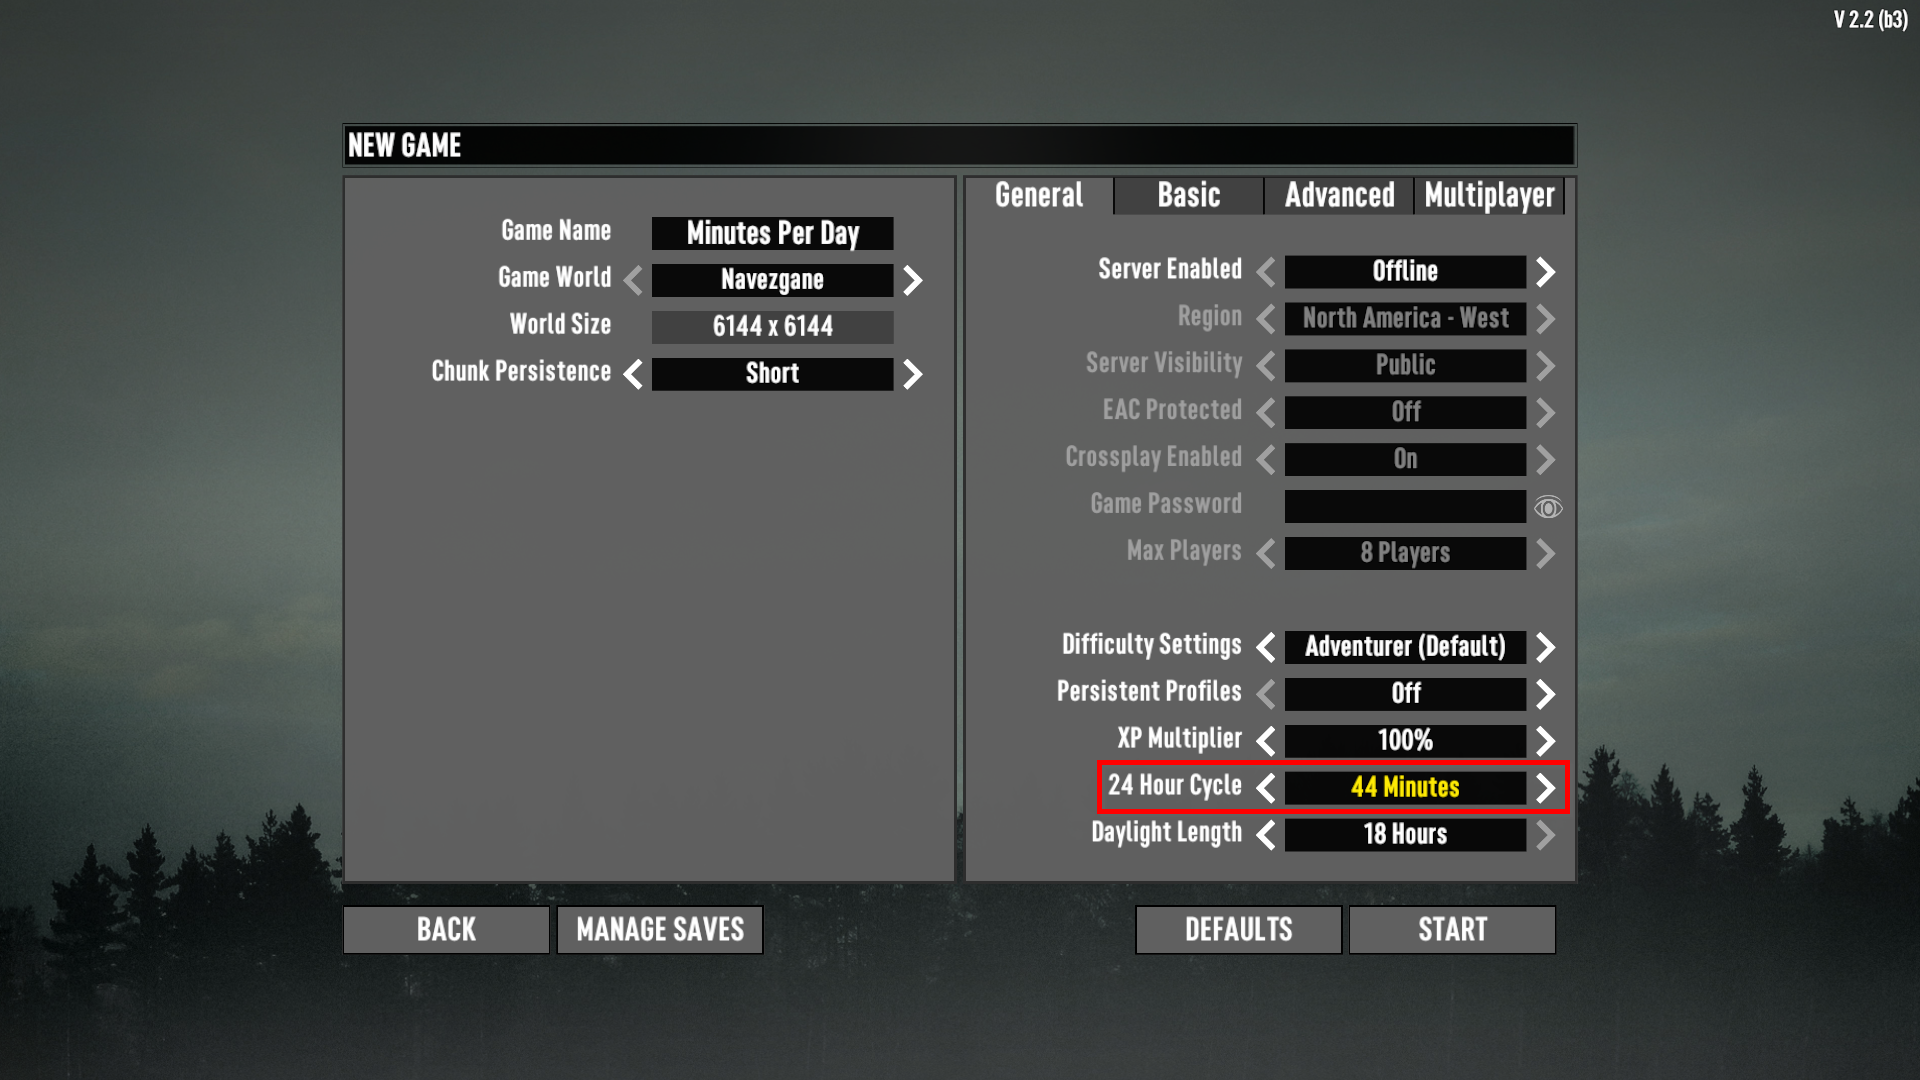 V 2.2 (b3)
NEW GAME
Game Name Minutes Per Day
Game World Navezgane
World Size 6144 x 6144
Chunk Persistence Short
General Basic Advanced Multiplayer
Server Enabled Offline
Region North America - West
Server Visibility Public
EAC Protected Off
Crossplay Enabled On
Game Password
Max Players 8 Players
Difficulty Settings Adventurer (Default)
Persistent Profiles Off
XP Multiplier 100%
24 Hour Cycle 44 Minutes
Daylight Length 18 Hours
BACK MANAGE SAVES DEFAULTS START